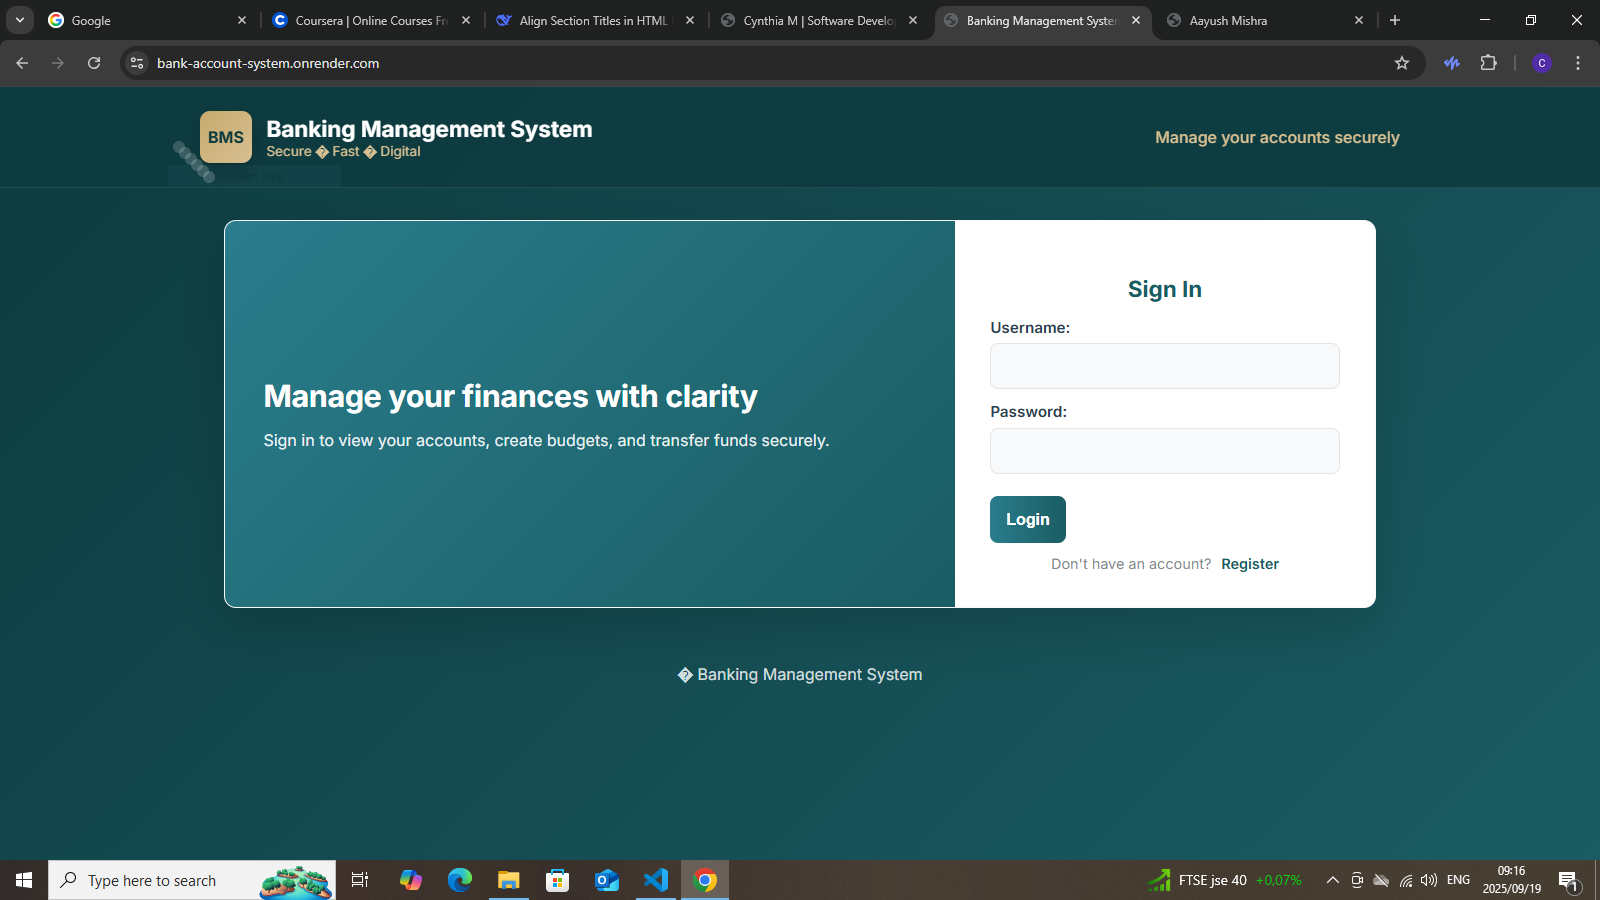 Google
Coursera | Online Courses Fr
Align Section Titles in HTML
Cynthia M | Software Develo
Banking Management System
Aayush Mishra
bank-account-system.onrender.com
C
BMS
Banking Management System
Secure � Fast � Digital
Manage your accounts securely
Manage your finances with clarity
Sign in to view your accounts, create budgets, and transfer funds securely.
Sign In
Username:
Password:
Login
Don't have an account? Register
� Banking Management System
Type here to search
FTSE jse 40 +0,07%
ENG
09:16
2025/09/19
1